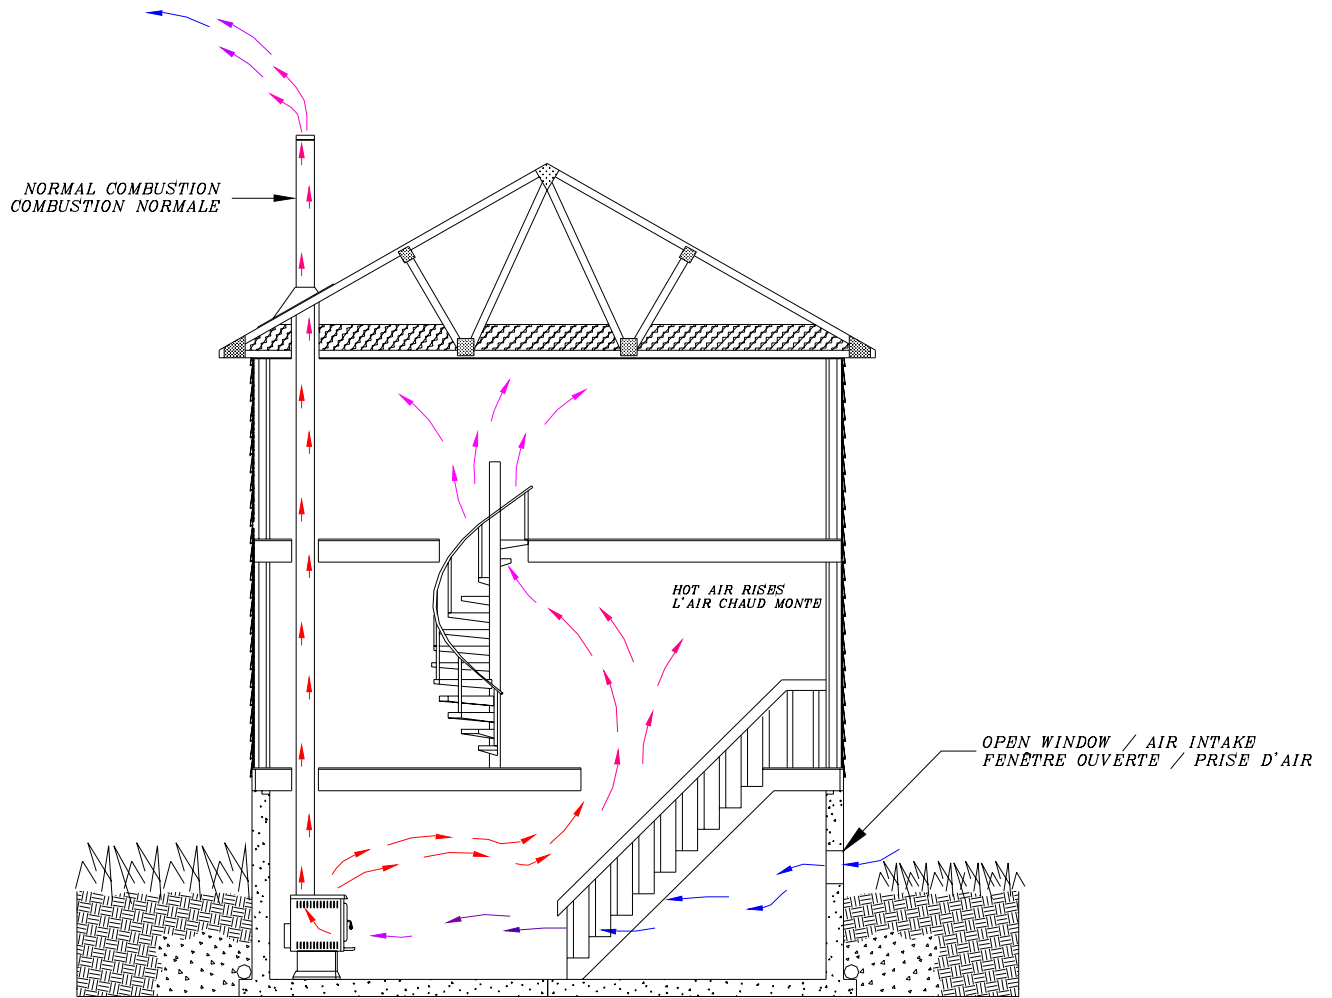 NORMAL COMBUSTION
COMBUSTION NORMALE
HOT AIR RISES
L'AIR CHAUD MONTE
OPEN WINDOW / AIR INTAKE
FENÊTRE OUVERTE / PRISE D'AIR